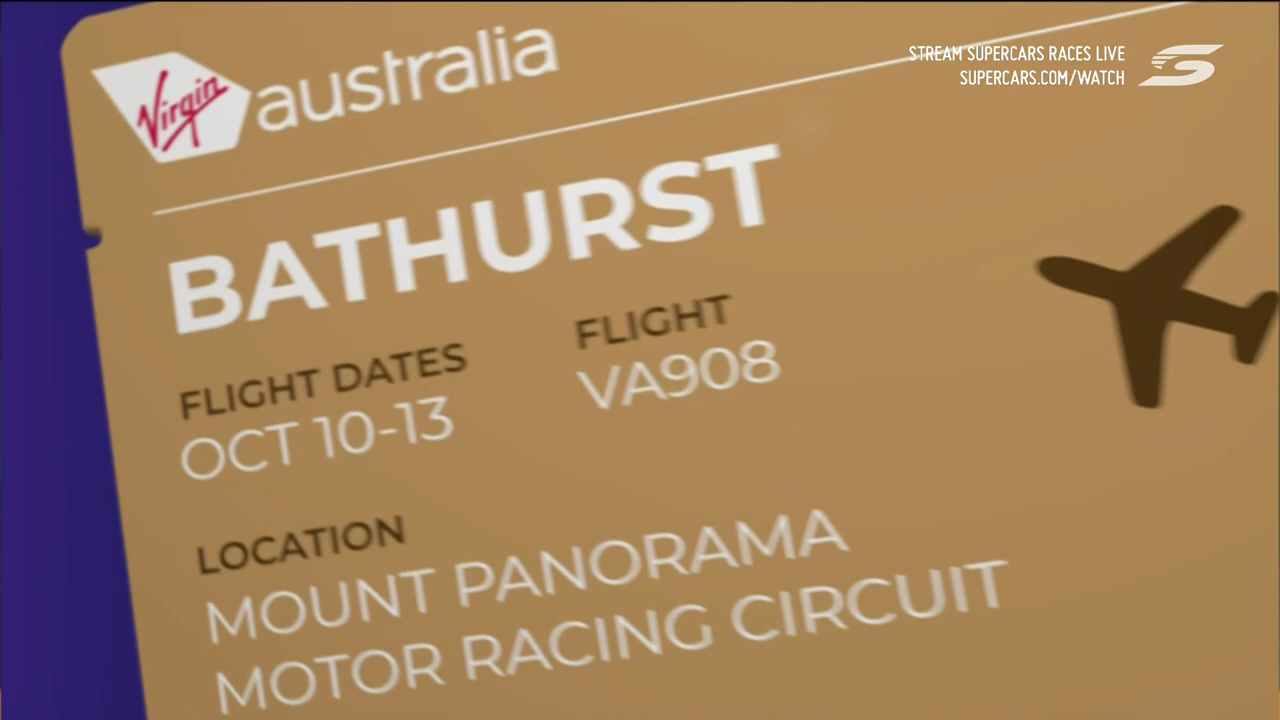 Virgin australia
STREAM SUPERCARS RACES LIVE
SUPERCARS.COM/WATCH
BATHURST
FLIGHT DATES
OCT 10-13
FLIGHT
VA908
LOCATION
MOUNT PANORAMA
MOTOR RACING CIRCUIT